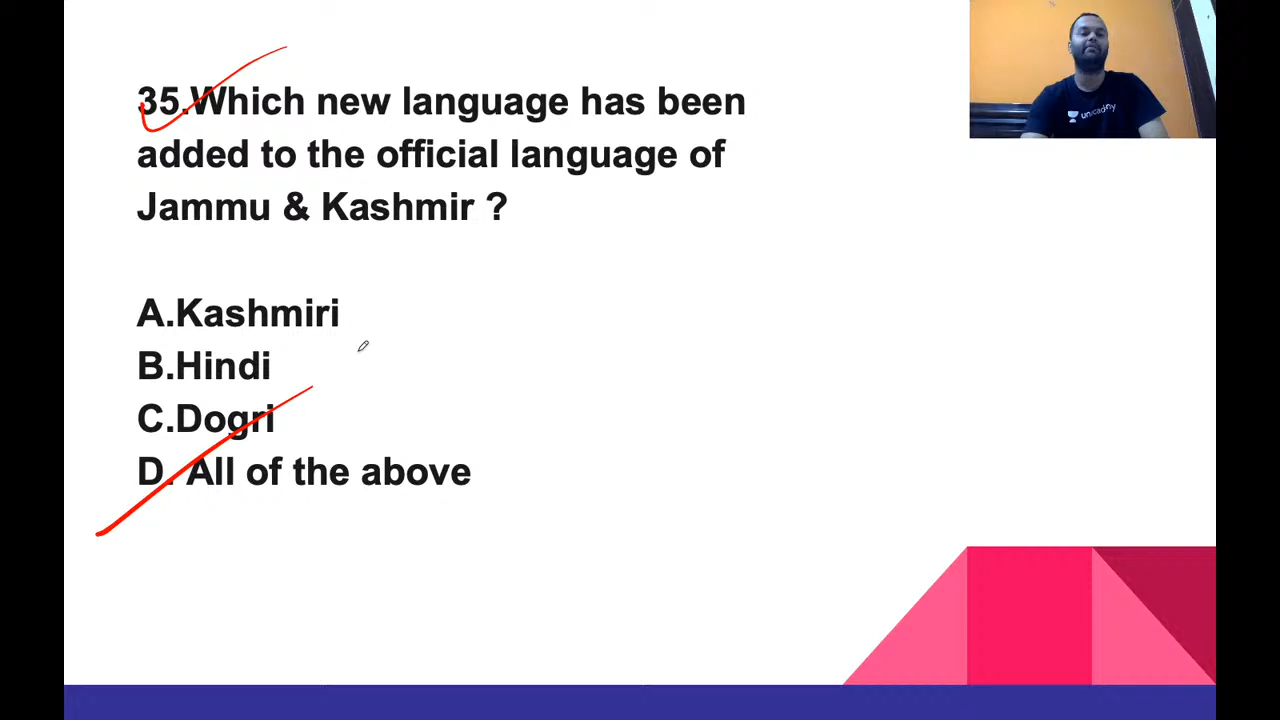 35.Which new language has been
added to the official language of
Jammu & Kashmir ?
A.Kashmiri
B.Hindi
C.Dogri
D. All of the above
unacademy